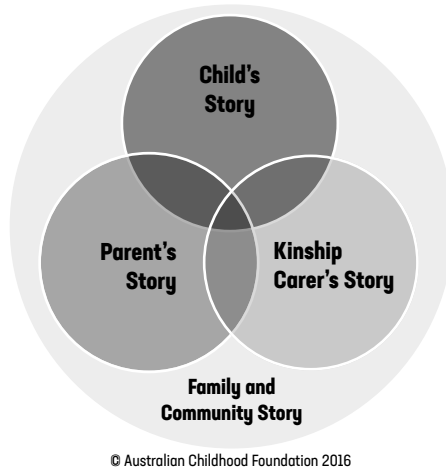 Child's
Story
Parent's
Story
Kinship
Carer's Story
Family and
Community Story
© Australian Childhood Foundation 2016